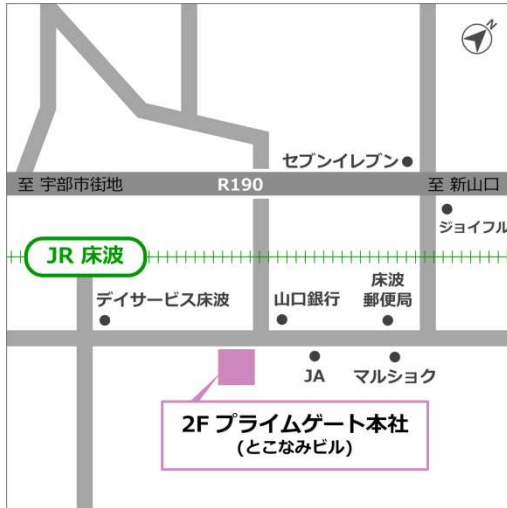 N
セブンイレブン
至 宇部市街地
R190
至 新山口
ジョイフル
JR 床波
デイサービス床波
山口銀行
床波
郵便局
JA
マルショク
2F プライムゲート本社
(とこなみビル)